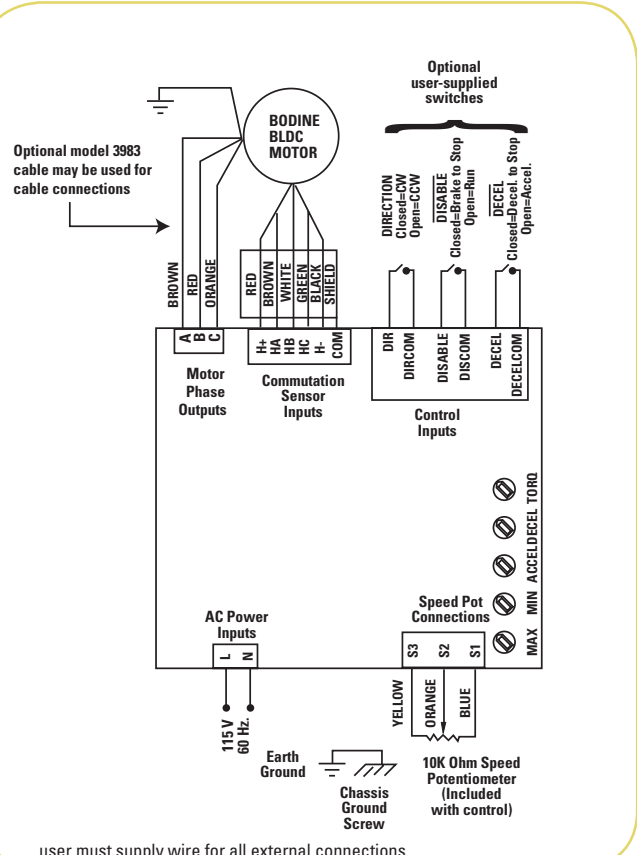 Optional
user-supplied
switches
BODINE
BLDC
MOTOR
Optional model 3983
cable may be used for
cable connections
DIRECTION
Closed=CW
Open=CCW
DISABLE
Closed=Brake to Stop
Open=Run
DECEL
Closed=Decel. to Stop
Open=Accel.
BROWN
RED
ORANGE
RED
BROWN
WHITE
GREEN
BLACK
SHIELD
A
B
C
H+
HA
HB
HC
H-
COM
DIR
DIRCOM
DISABLE
DISCOM
DECEL
DECELCOM
Motor
Phase
Outputs
Commutation
Sensor
Inputs
Control
Inputs
TORQ
DECEL
ACCEL
MIN
MAX
AC Power
Inputs
L
N
Speed Pot
Connections
S3
S2
S1
115 V
60 Hz.
YELLOW
ORANGE
BLUE
Earth
Ground
Chassis
Ground
Screw
10K Ohm Speed
Potentiometer
(Included
with control)
user must supply wire for all external connections